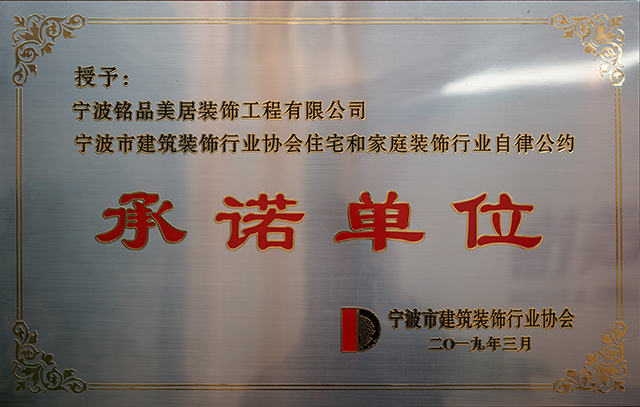 授予：
宁波铭品美居装饰工程有限公司
宁波市建筑装饰行业协会住宅和家庭装饰行业自律公约
承诺单位
宁波市建筑装饰行业协会
二〇一九年三月